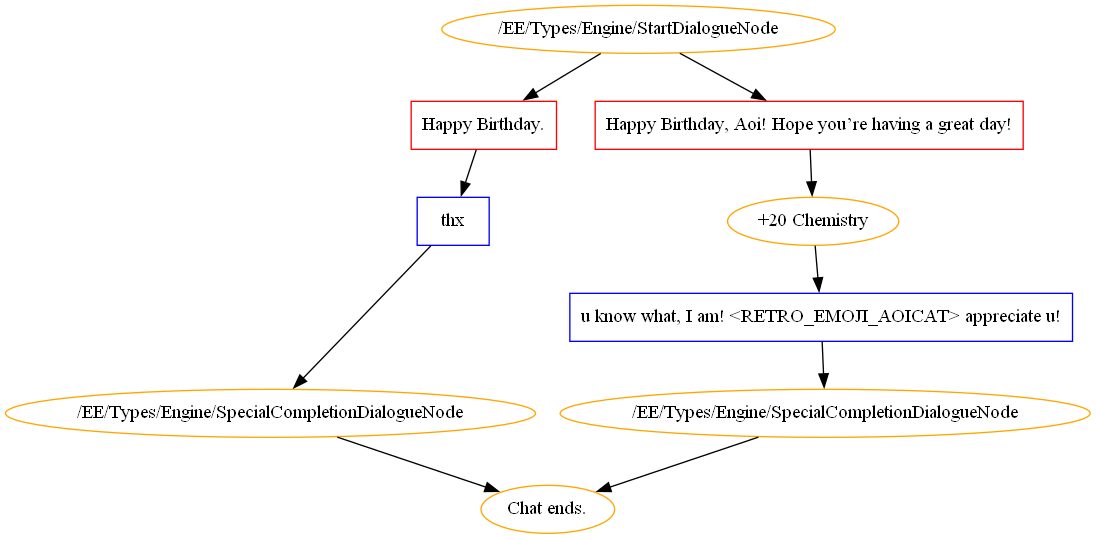 /EE/Types/Engine/StartDialogueNode
Happy Birthday.
Happy Birthday, Aoi! Hope you’re having a great day!
thx
+20 Chemistry
u know what, I am! <RETRO_EMOJI_AOICAT> appreciate u!
/EE/Types/Engine/SpecialCompletionDialogueNode
/EE/Types/Engine/SpecialCompletionDialogueNode
Chat ends.